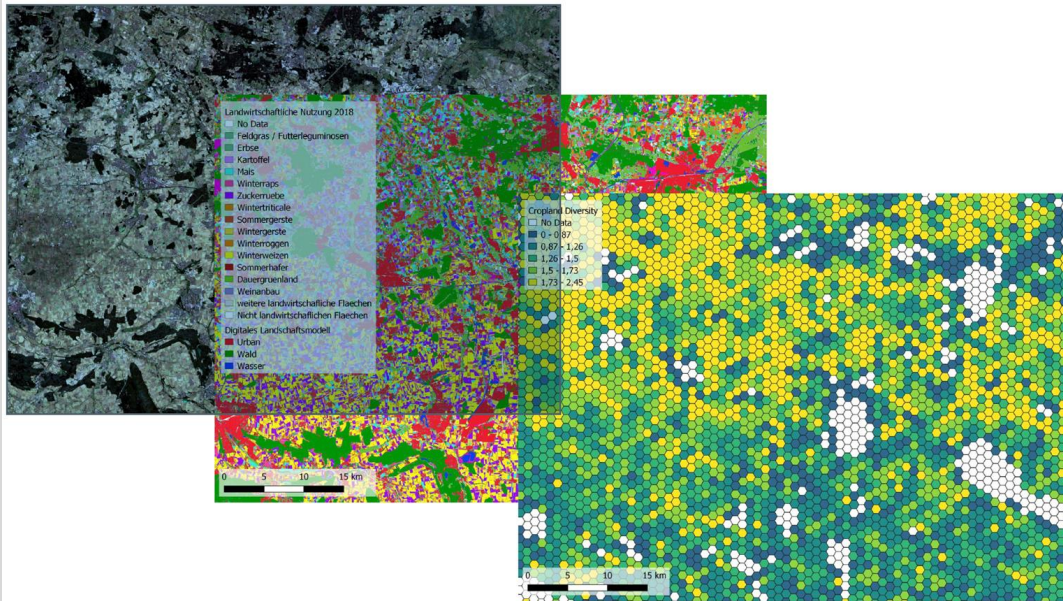 Landwirtschaftliche Nutzung 2018
No Data
Feldgras / Futterleguminosen
Erbse
Kartoffel
Mais
Winterraps
Zuckerruebe
Wintertriticale
Sommergerste
Wintergerste
Winterroggen
Winterweizen
Sommerhafer
Dauergruenland
Weinanbau
weitere landwirtschafliche Flaechen
Nicht landwirtschaflichen Flaechen
Digitales Landschaftsmodell
Urban
Wald
Wasser
0 5 10 15 km
Cropland Diversity
No Data
0 - 0,87
0,87 - 1,26
1,26 - 1,5
1,5 - 1,73
1,73 - 2,45
0 5 10 15 km